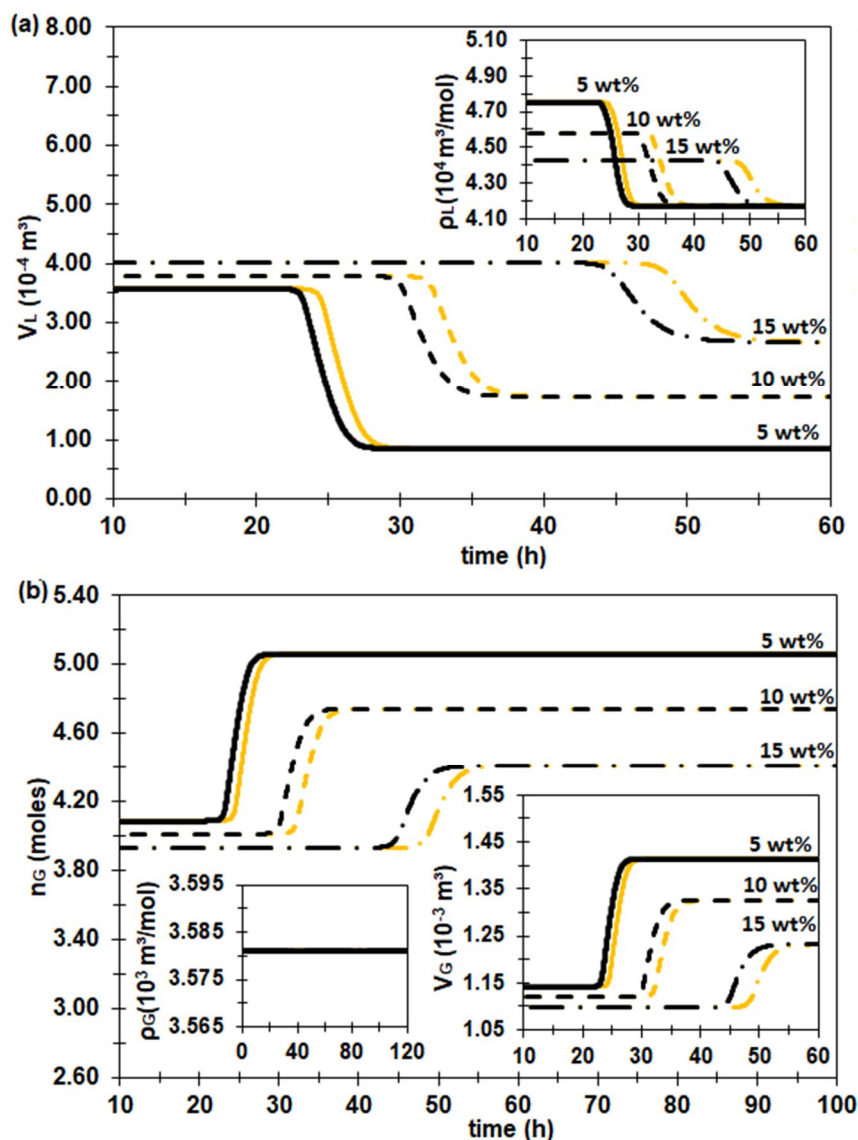 (a)
8.00
7.00
6.00
5.00
4.00
3.00
2.00
1.00
0.00
V_L (10⁻⁴ m³)
10 20 30 40 50 60
time (h)
15 wt%
10 wt%
5 wt%
5.10
4.90
4.70
4.50
4.30
4.10
ρ_L (10⁴ m³/mol)
5 wt%
10 wt%
15 wt%
10 20 30 40 50 60
(b)
5.40
5.00
4.60
4.20
3.80
3.40
3.00
2.60
n_G (moles)
10 20 30 40 50 60 70 80 90 100
time (h)
5 wt%
10 wt%
15 wt%
3.595
3.585
3.575
3.565
ρ_G (10³ m³/mol)
0 40 80 120
1.55
1.45
1.35
1.25
1.15
1.05
V_G (10⁻³ m³)
5 wt%
10 wt%
15 wt%
10 20 30 40 50 60